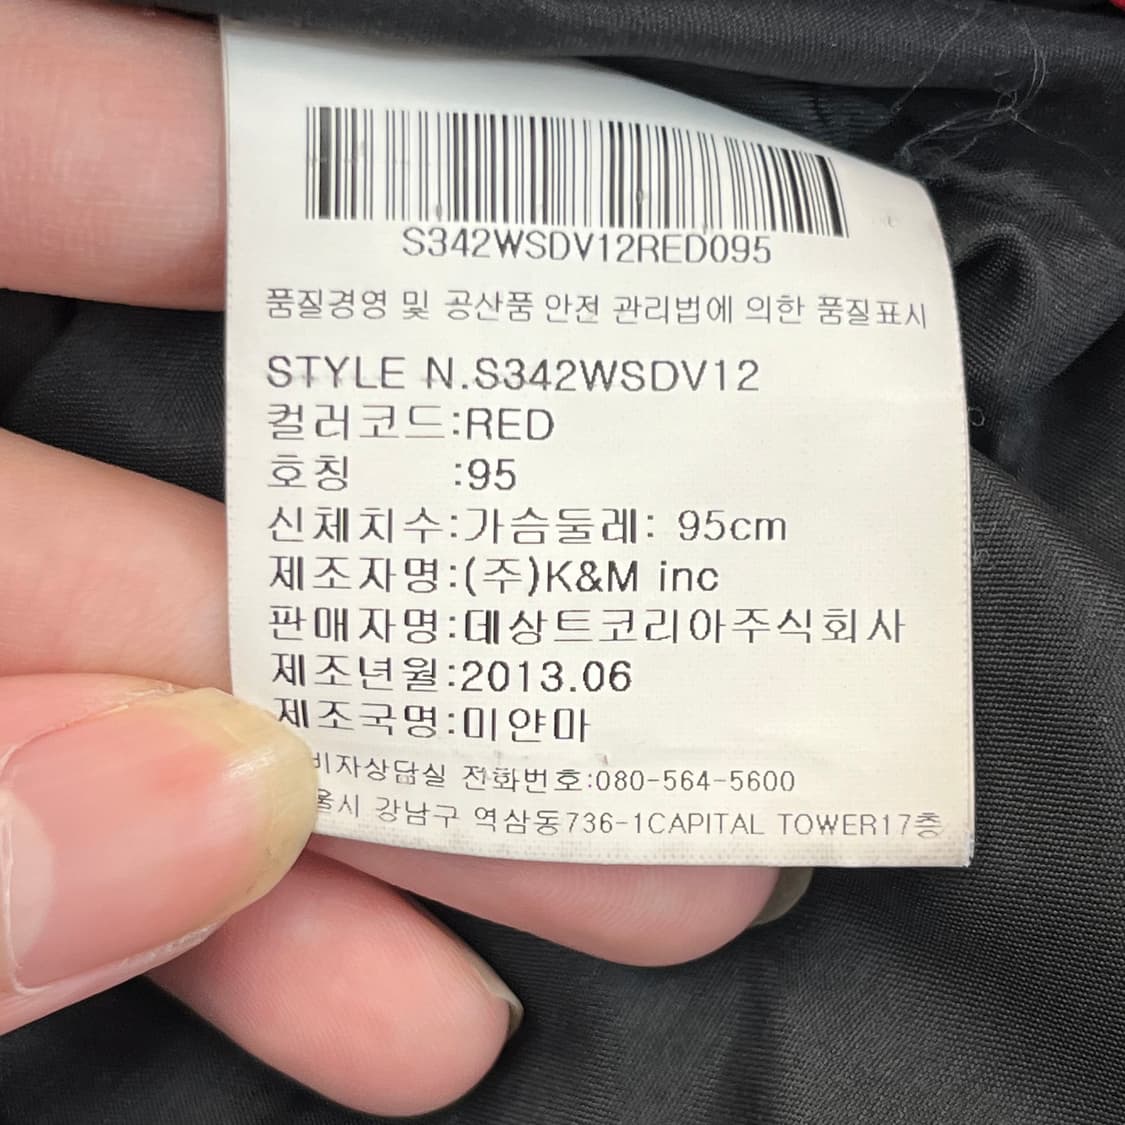 S342WSDV12RED095
품질경영 및 공산품 안전 관리법에 의한 품질표시
STYLE N.S342WSDV12
컬러코드:RED
호칭 :95
신체치수:가슴둘레: 95cm
제조자명:(주)K&M inc
판매자명:데상트코리아주식회사
제조년월:2013.06
제조국명:미얀마
비자상담실 전화번호:080-564-5600
울시 강남구 역삼동736-1CAPITAL TOWER17층